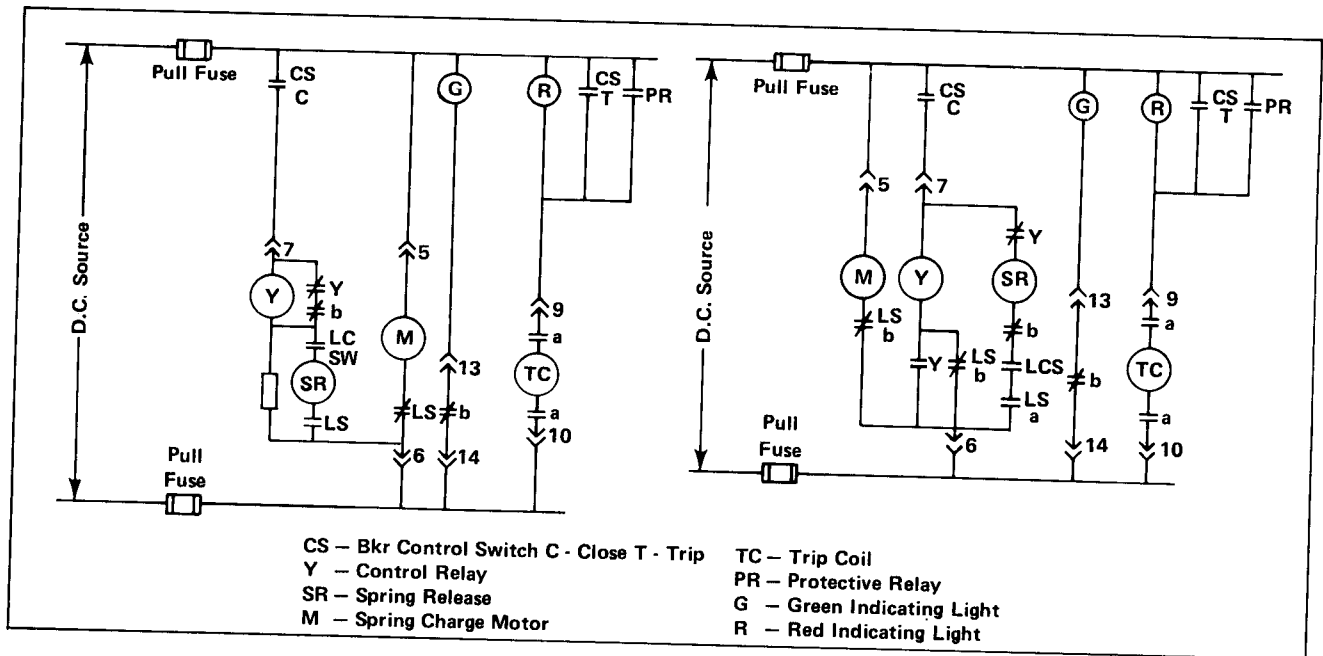 Pull Fuse
CS
C
G
R
CS
T
PR
D.C. Source
7
5
Y
Y
b
LC
SW
SR
LS
M
LS
13
b
9
a
TC
a
10
6
14
Pull
Fuse
Pull Fuse
CS
C
G
R
CS
T
PR
D.C. Source
5
7
Y
M
Y
SR
LS
b
Y
LS
b
b
LCS
LS
a
13
b
9
a
TC
a
6
14
10
Pull
Fuse
CS – Bkr Control Switch C - Close T - Trip
Y – Control Relay
SR – Spring Release
M – Spring Charge Motor
TC – Trip Coil
PR – Protective Relay
G – Green Indicating Light
R – Red Indicating Light